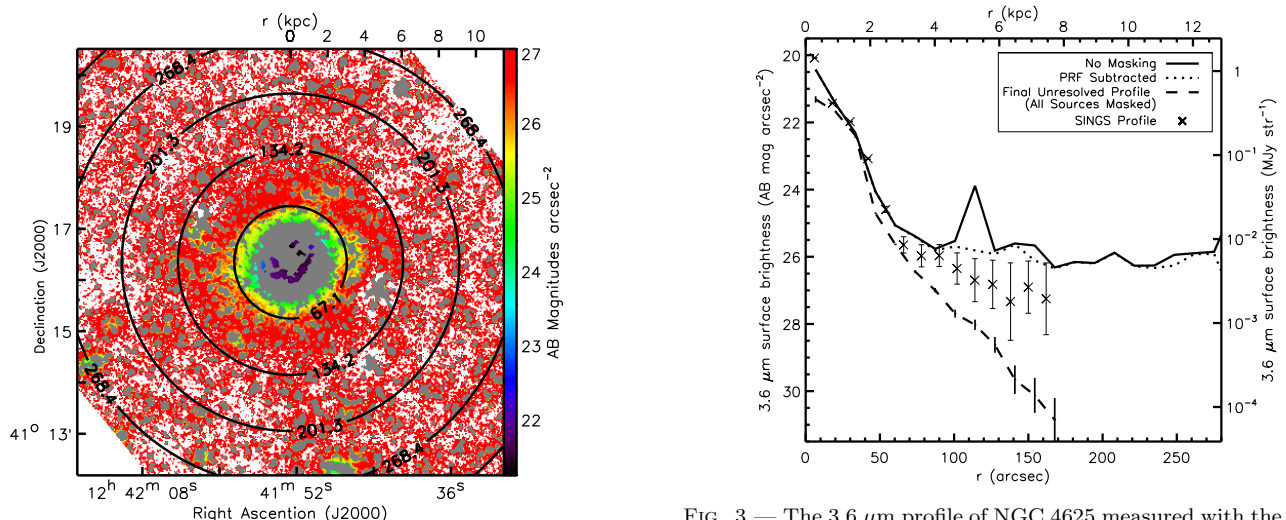 r (kpc)
0 2 4 6 8 10
19
17
15
41° 13'
Declination (J2000)
12h 42m 08s 41m 52s 36s
Right Ascention (J2000)
268.4
268.4
201.3
201.3
134.2
67.1
134.2
201.3
268.4
268.4
27
26
25
24
23
22
AB Magnitudes arcsec⁻²
r (kpc)
0 2 4 6 8 10 12
20
22
24
26
28
30
3.6 μm surface brightness (AB mag arcsec⁻²)
No Masking
PRF Subtracted
Final Unresolved Profile
(All Sources Masked)
SINGS Profile
1
10⁻¹
10⁻²
10⁻³
10⁻⁴
3.6 μm surface brightness (MJy str⁻¹)
0 50 100 150 200 250
r (arcsec)
FIG. 3.— The 3.6 μm profile of NGC 4625 measured with the